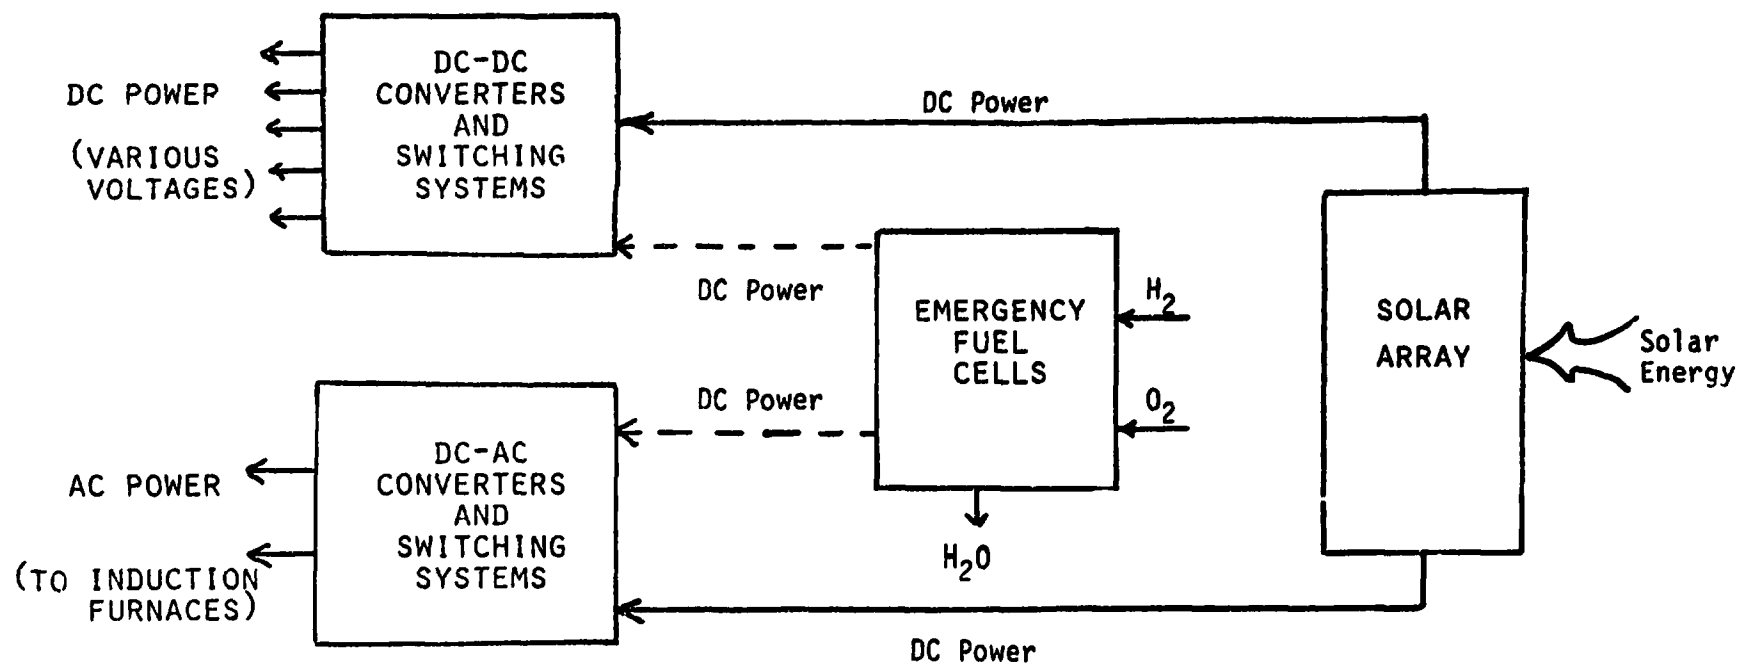 DC-DC
CONVERTERS
AND
SWITCHING
SYSTEMS
DC POWEP
(VARIOUS
VOLTAGES)
DC Power
DC Power
EMERGENCY
FUEL
CELLS
H2
O2
H2O
SOLAR
ARRAY
Solar
Energy
DC Power
DC-AC
CONVERTERS
AND
SWITCHING
SYSTEMS
AC POWER
(TO INDUCTION
FURNACES)
DC Power